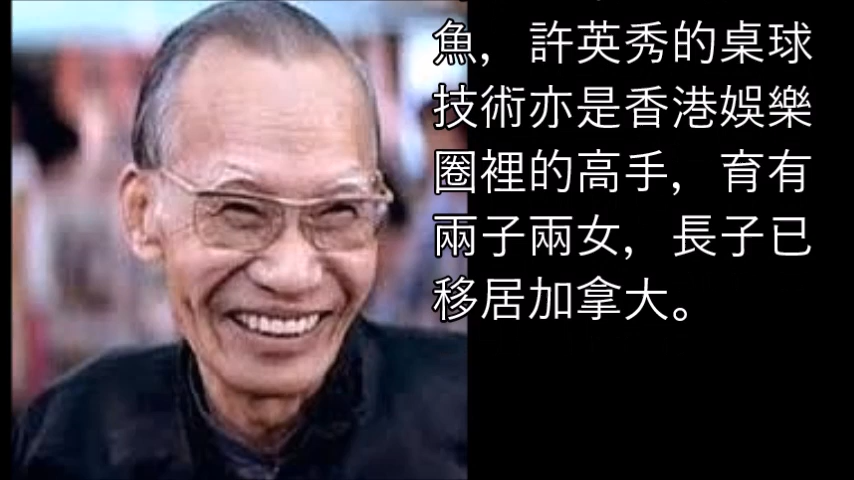 魚，許英秀的桌球
技術亦是香港娛樂
圈裡的高手，育有
兩子兩女，長子已
移居加拿大。